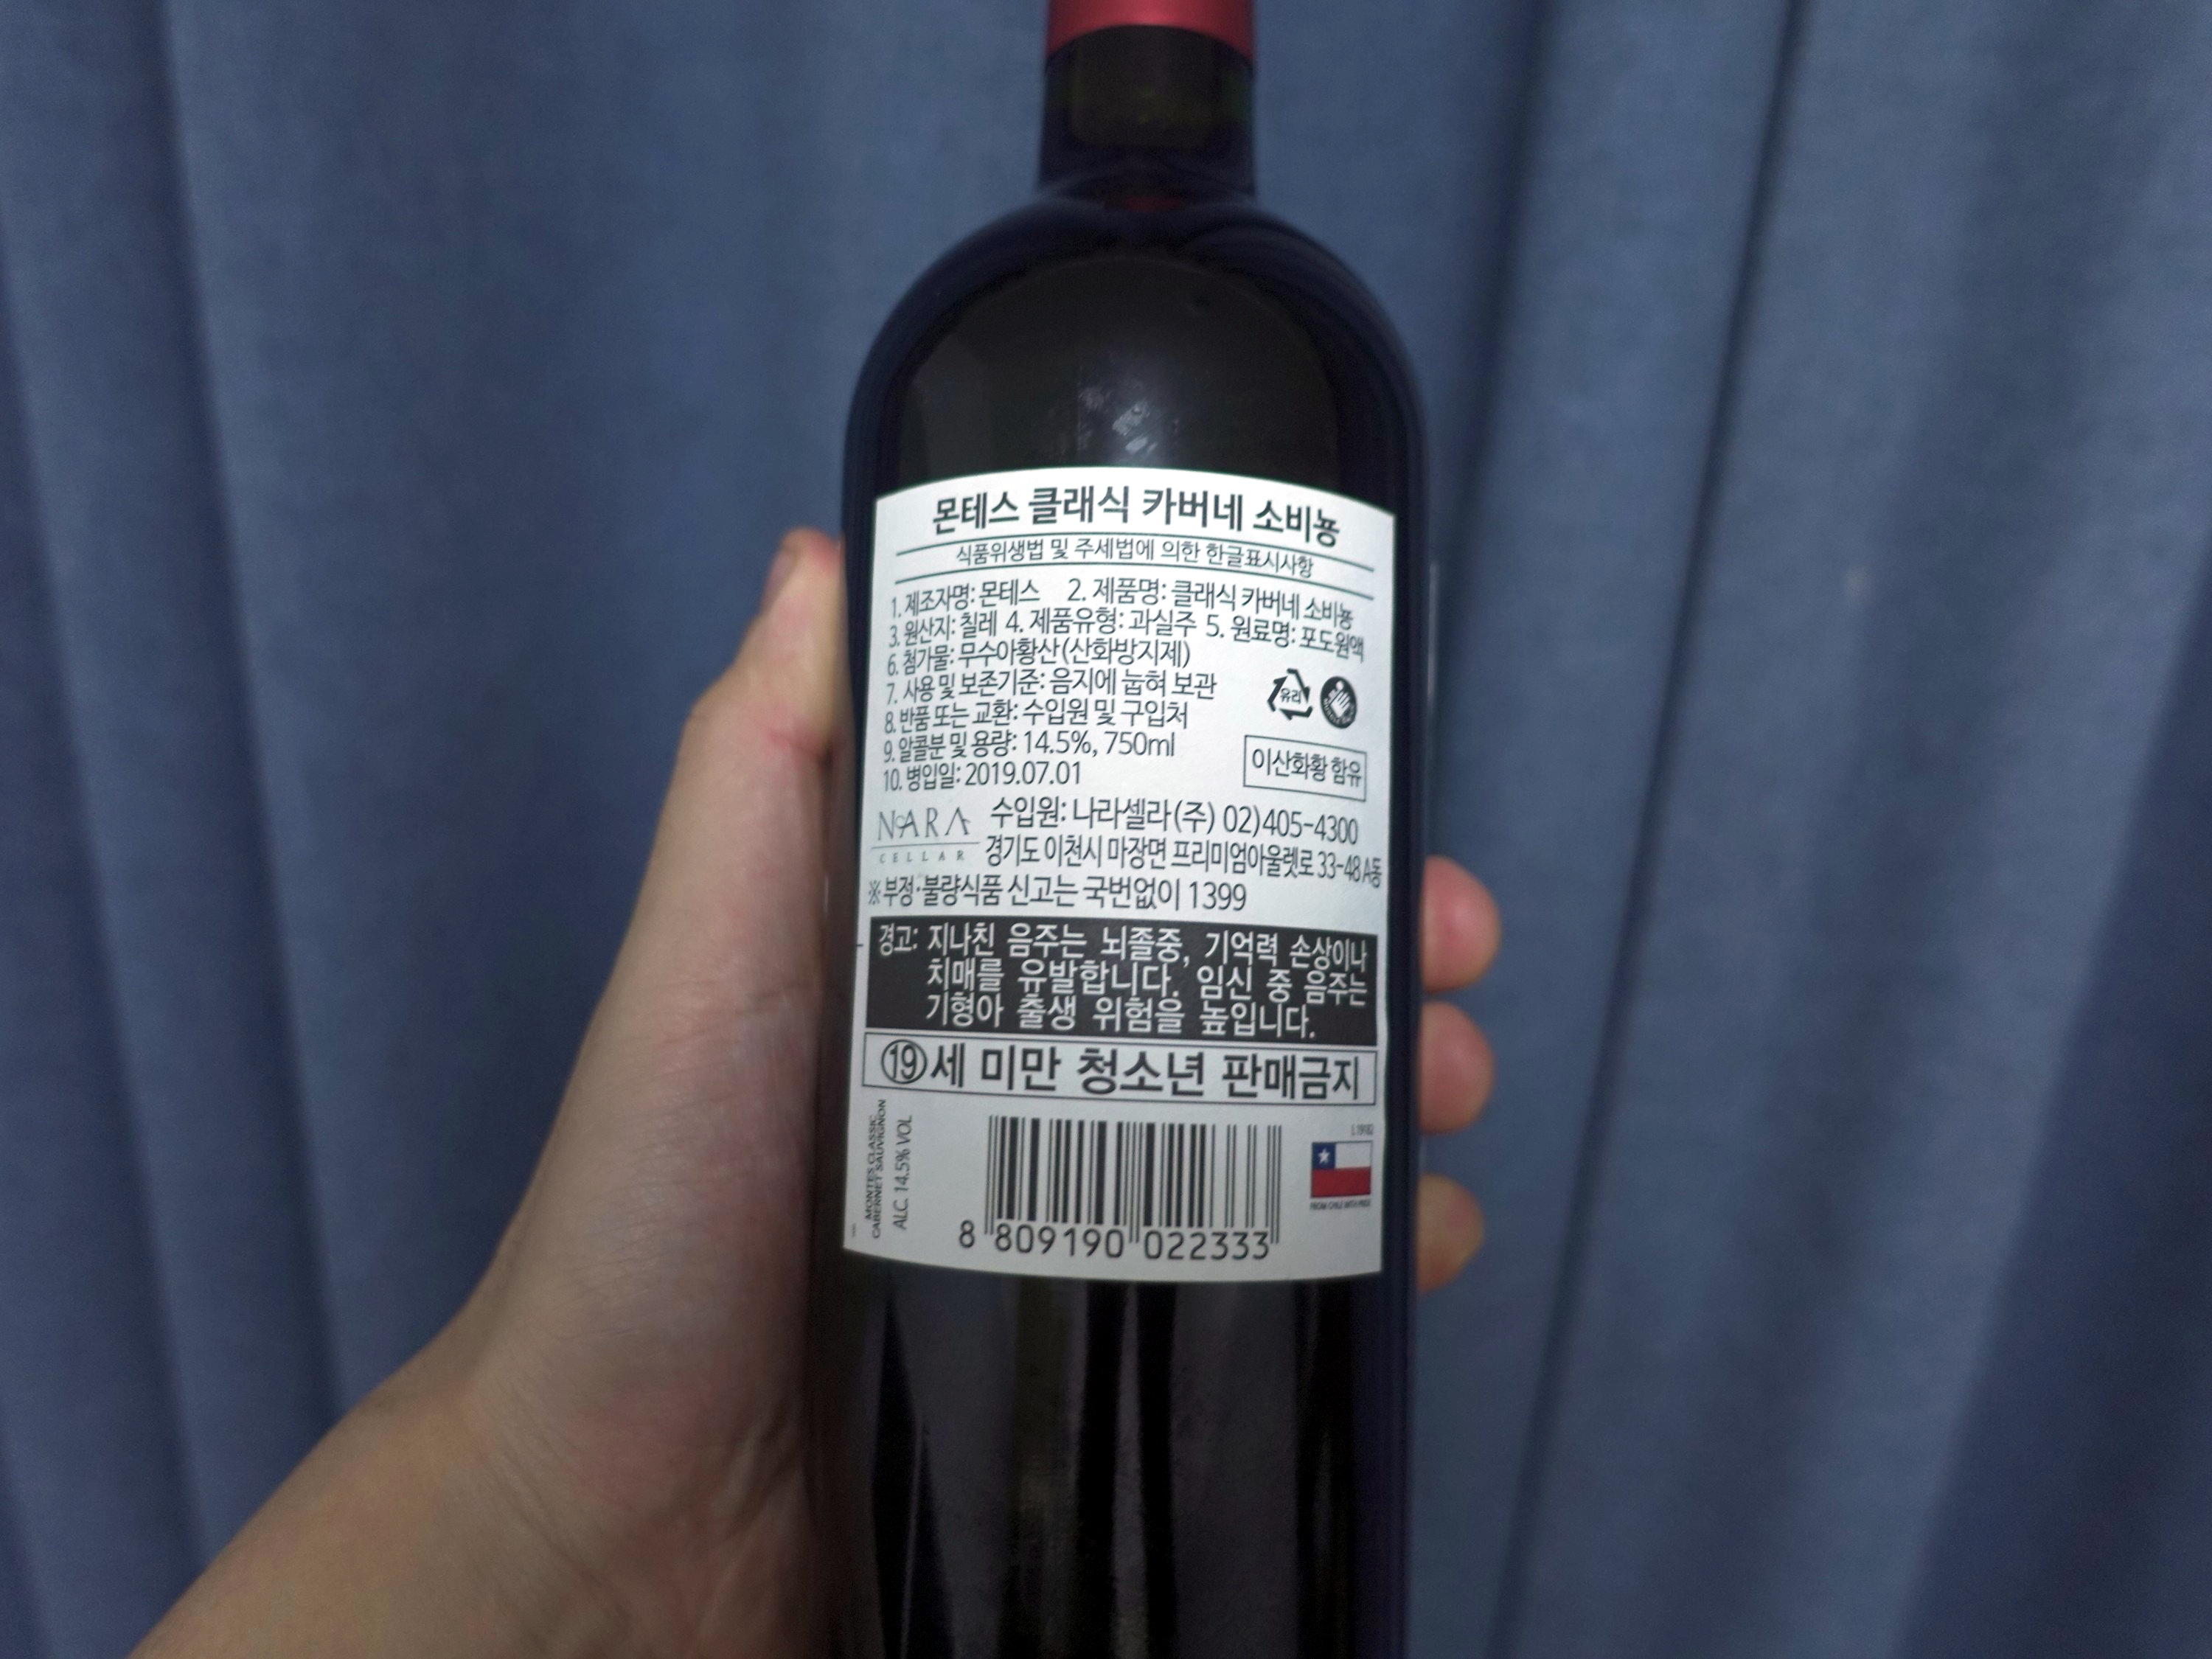 몬테스 클래식 카버네 소비뇽
식품위생법 및 주세법에 의한 한글표시사항
1. 제조자명: 몬테스 2. 제품명: 클래식 카버네 소비뇽
3. 원산지: 칠레 4. 제품유형: 과실주 5. 원료명: 포도원액
6. 첨가물: 무수아황산(산화방지제)
7. 사용 및 보존기준: 음지에 눕혀 보관
8. 반품 또는 교환: 수입원 및 구입처
9. 알콜분 및 용량: 14.5%, 750ml
10. 병입일: 2019.07.01
유리
이산화황 함유
NARA
CELLAR
수입원: 나라셀라(주) 02)405-4300
경기도 이천시 마장면 프리미엄아울렛로 33-48 A동
※부정·불량식품 신고는 국번없이 1399
경고: 지나친 음주는 뇌졸중, 기억력 손상이나
치매를 유발합니다. 임신 중 음주는
기형아 출생 위험을 높입니다.
19세 미만 청소년 판매금지
MONTES CLASSIC
CABERNET SAUVIGNON
ALC. 14.5% VOL
8 809190 022333
FROM CHILE WITH PRIDE